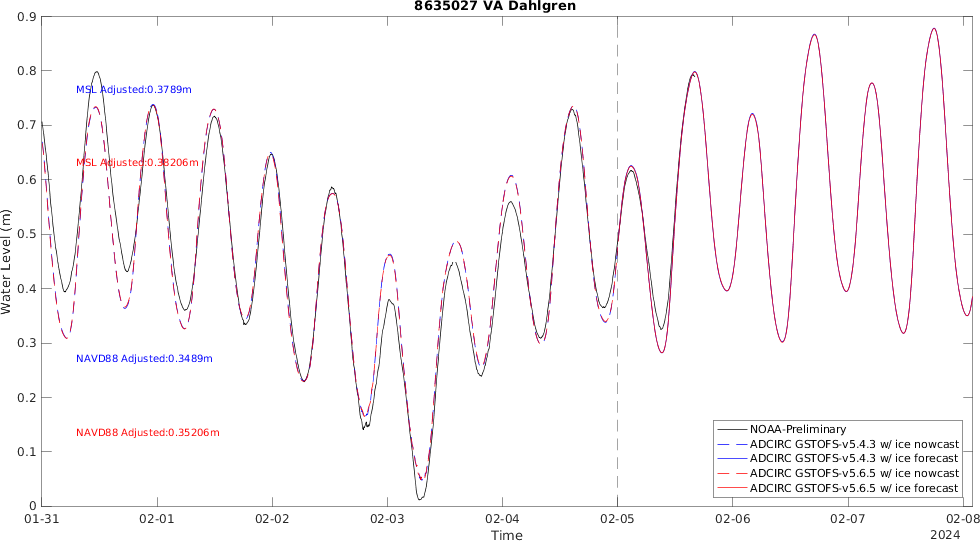 8635027 VA Dahlgren
0.9
0.8
0.7
0.6
0.5
0.4
0.3
0.2
0.1
0
Water Level (m)
MSL Adjusted:0.3789m
MSL Adjusted:0.38206m
NAVD88 Adjusted:0.3489m
NAVD88 Adjusted:0.35206m
NOAA-Preliminary
ADCIRC GSTOFS-v5.4.3 w/ ice nowcast
ADCIRC GSTOFS-v5.4.3 w/ ice forecast
ADCIRC GSTOFS-v5.6.5 w/ ice nowcast
ADCIRC GSTOFS-v5.6.5 w/ ice forecast
01-31 02-01 02-02 02-03 02-04 02-05 02-06 02-07 02-08
Time
2024